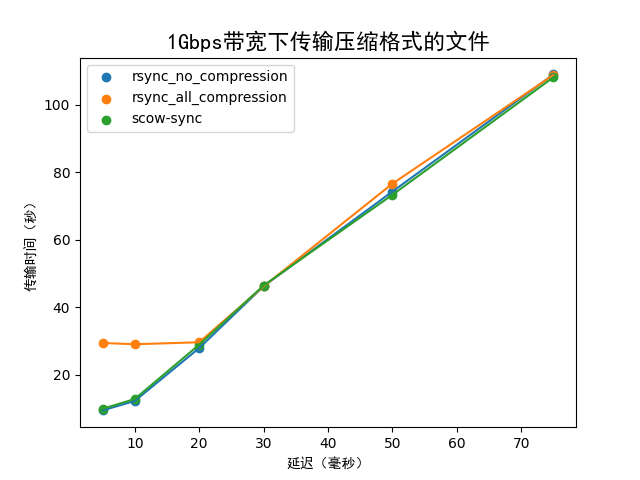 1Gbps带宽下传输压缩格式的文件
rsync_no_compression
rsync_all_compression
scow-sync
100
80
60
40
20
传输时间（秒）
10 20 30 40 50 60 70
延迟（毫秒）